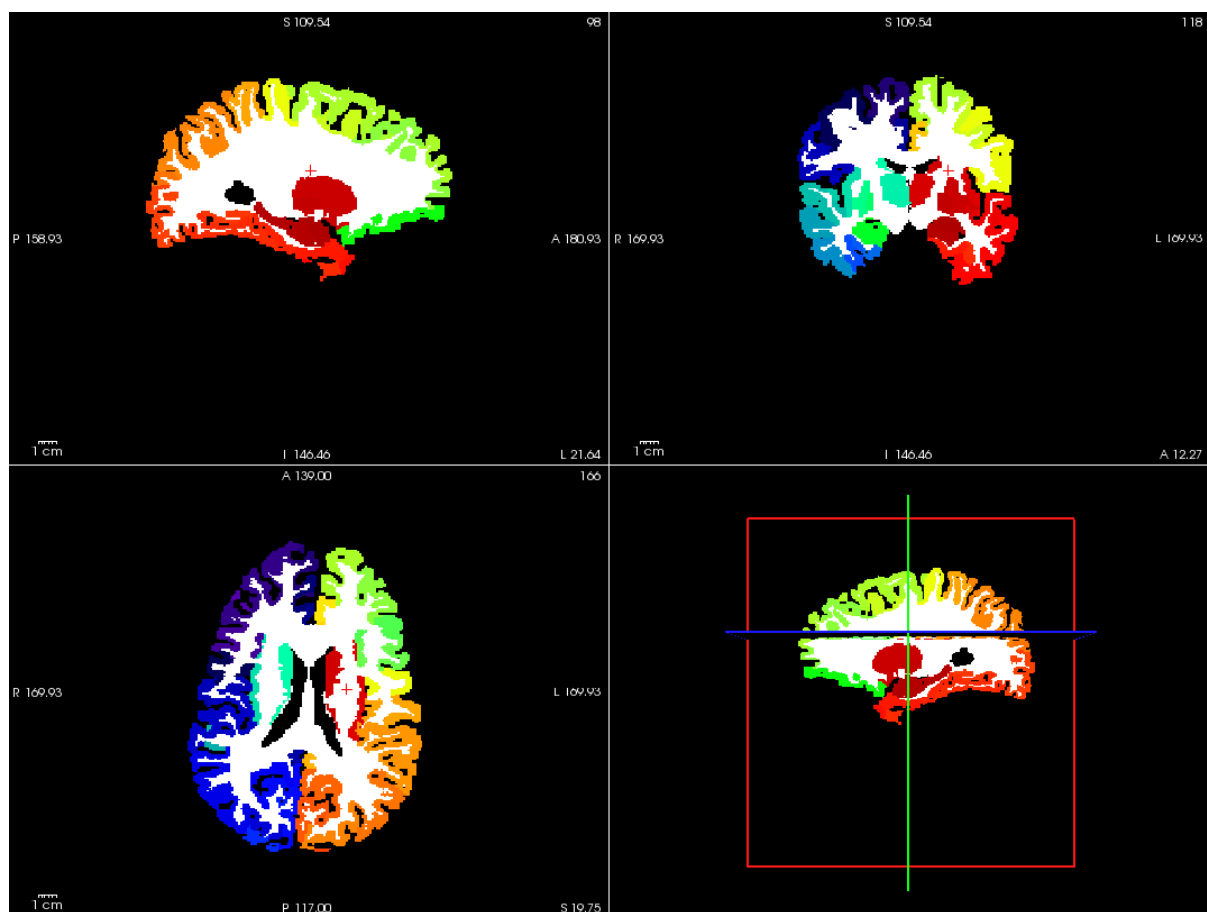 S 109.54
98
P 158.93
A 180.93
1 cm
I 146.46
L 21.64
S 109.54
118
R 169.93
L 169.93
1 cm
I 146.46
A 12.27
A 139.00
166
R 169.93
L 169.93
1 cm
P 117.00
S 19.75